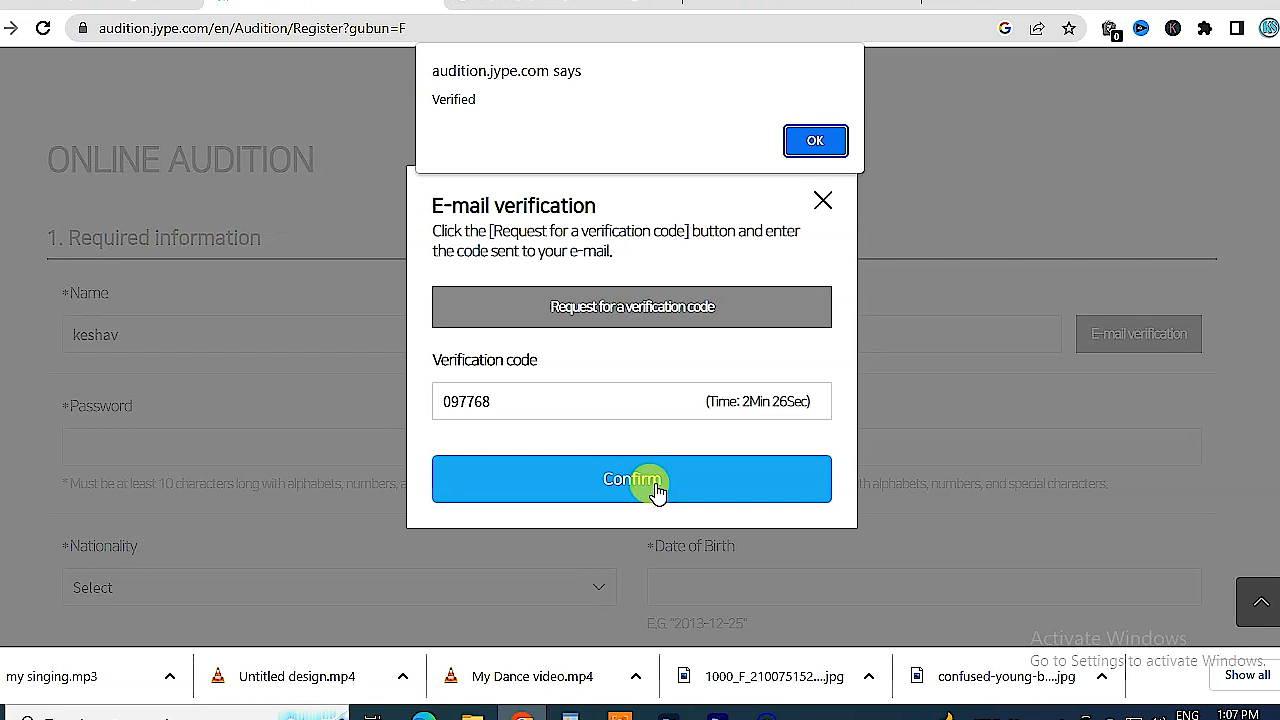 audition.jype.com/en/Audition/Register?gubun=F
0
audition.jype.com says
Verified
OK
ONLINE AUDITION
E-mail verification
Click the [Request for a verification code] button and enter
the code sent to your e-mail.
1. Required information
*Name
Request for a verification code
keshav
E-mail verification
Verification code
*Password
097768
(Time: 2Min 26Sec)
Confirm
* Must be at least 10 characters long with alphabets, numbers,
with alphabets, numbers, and special characters.
*Nationality
*Date of Birth
Select
E.G. "2013-12-25"
Activate Windows
Go to Settings to activate Windows.
my singing.mp3
Untitled design.mp4
My Dance video.mp4
1000_F_210075152....jpg
confused-young-b....jpg
Show all
ENG
1:07 PM